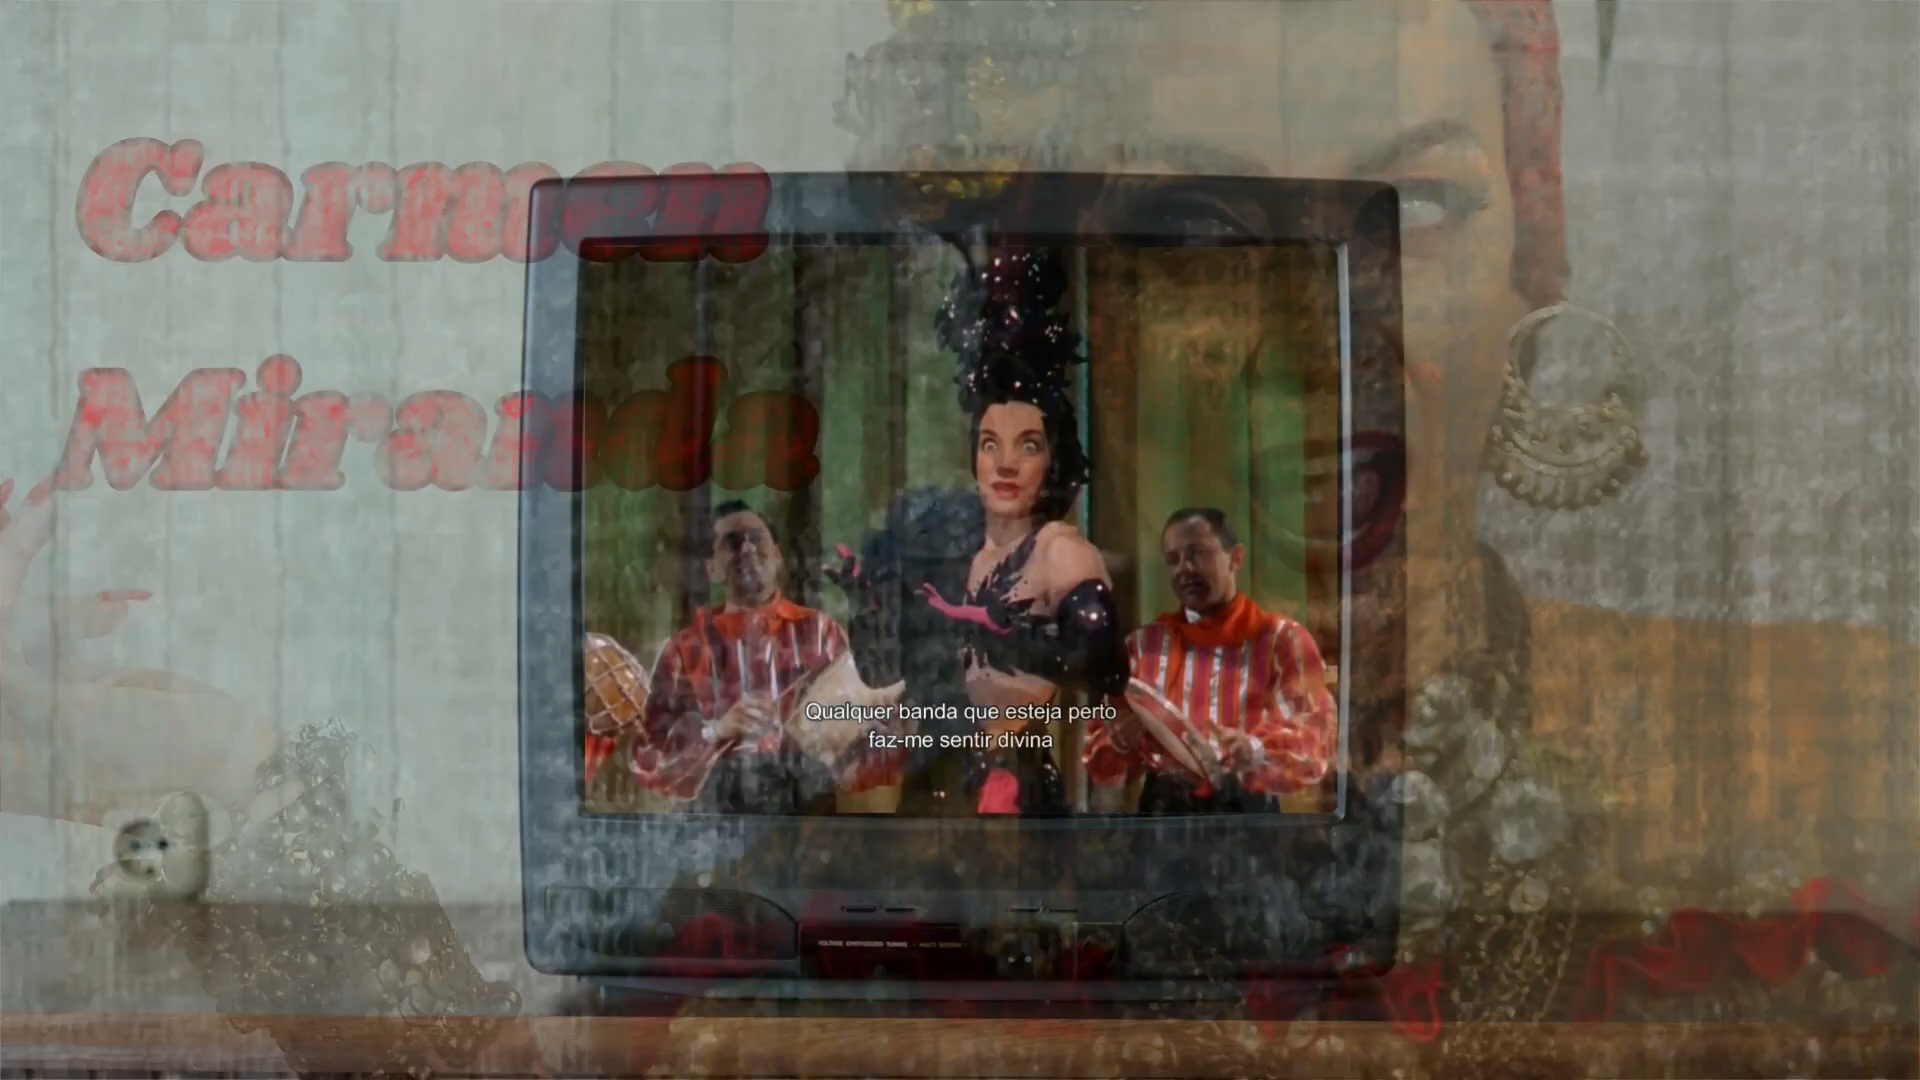 Carmen
Miranda
Qualquer banda que esteja perto
faz-me sentir divina